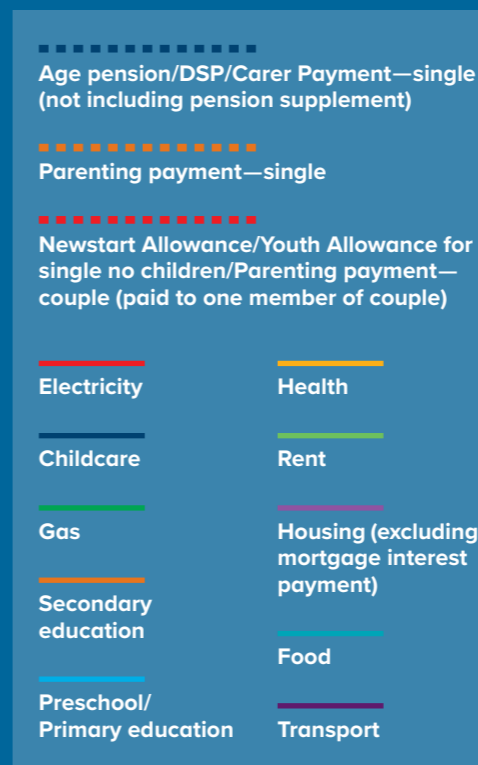 Age pension/DSP/Carer Payment—single
(not including pension supplement)
Parenting payment—single
Newstart Allowance/Youth Allowance for
single no children/Parenting payment—
couple (paid to one member of couple)
Electricity
Childcare
Gas
Secondary
education
Preschool/
Primary education
Health
Rent
Housing (excluding
mortgage interest
payment)
Food
Transport